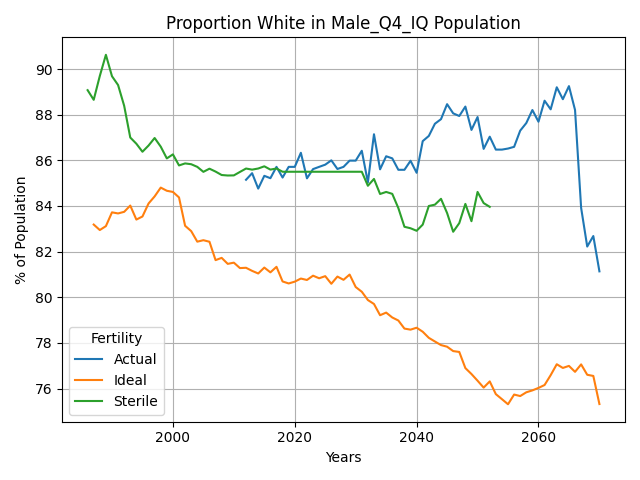 Proportion White in Male_Q4_IQ Population
% of Population
90
88
86
84
82
80
78
76
Fertility
Actual
Ideal
Sterile
2000
2020
2040
2060
Years